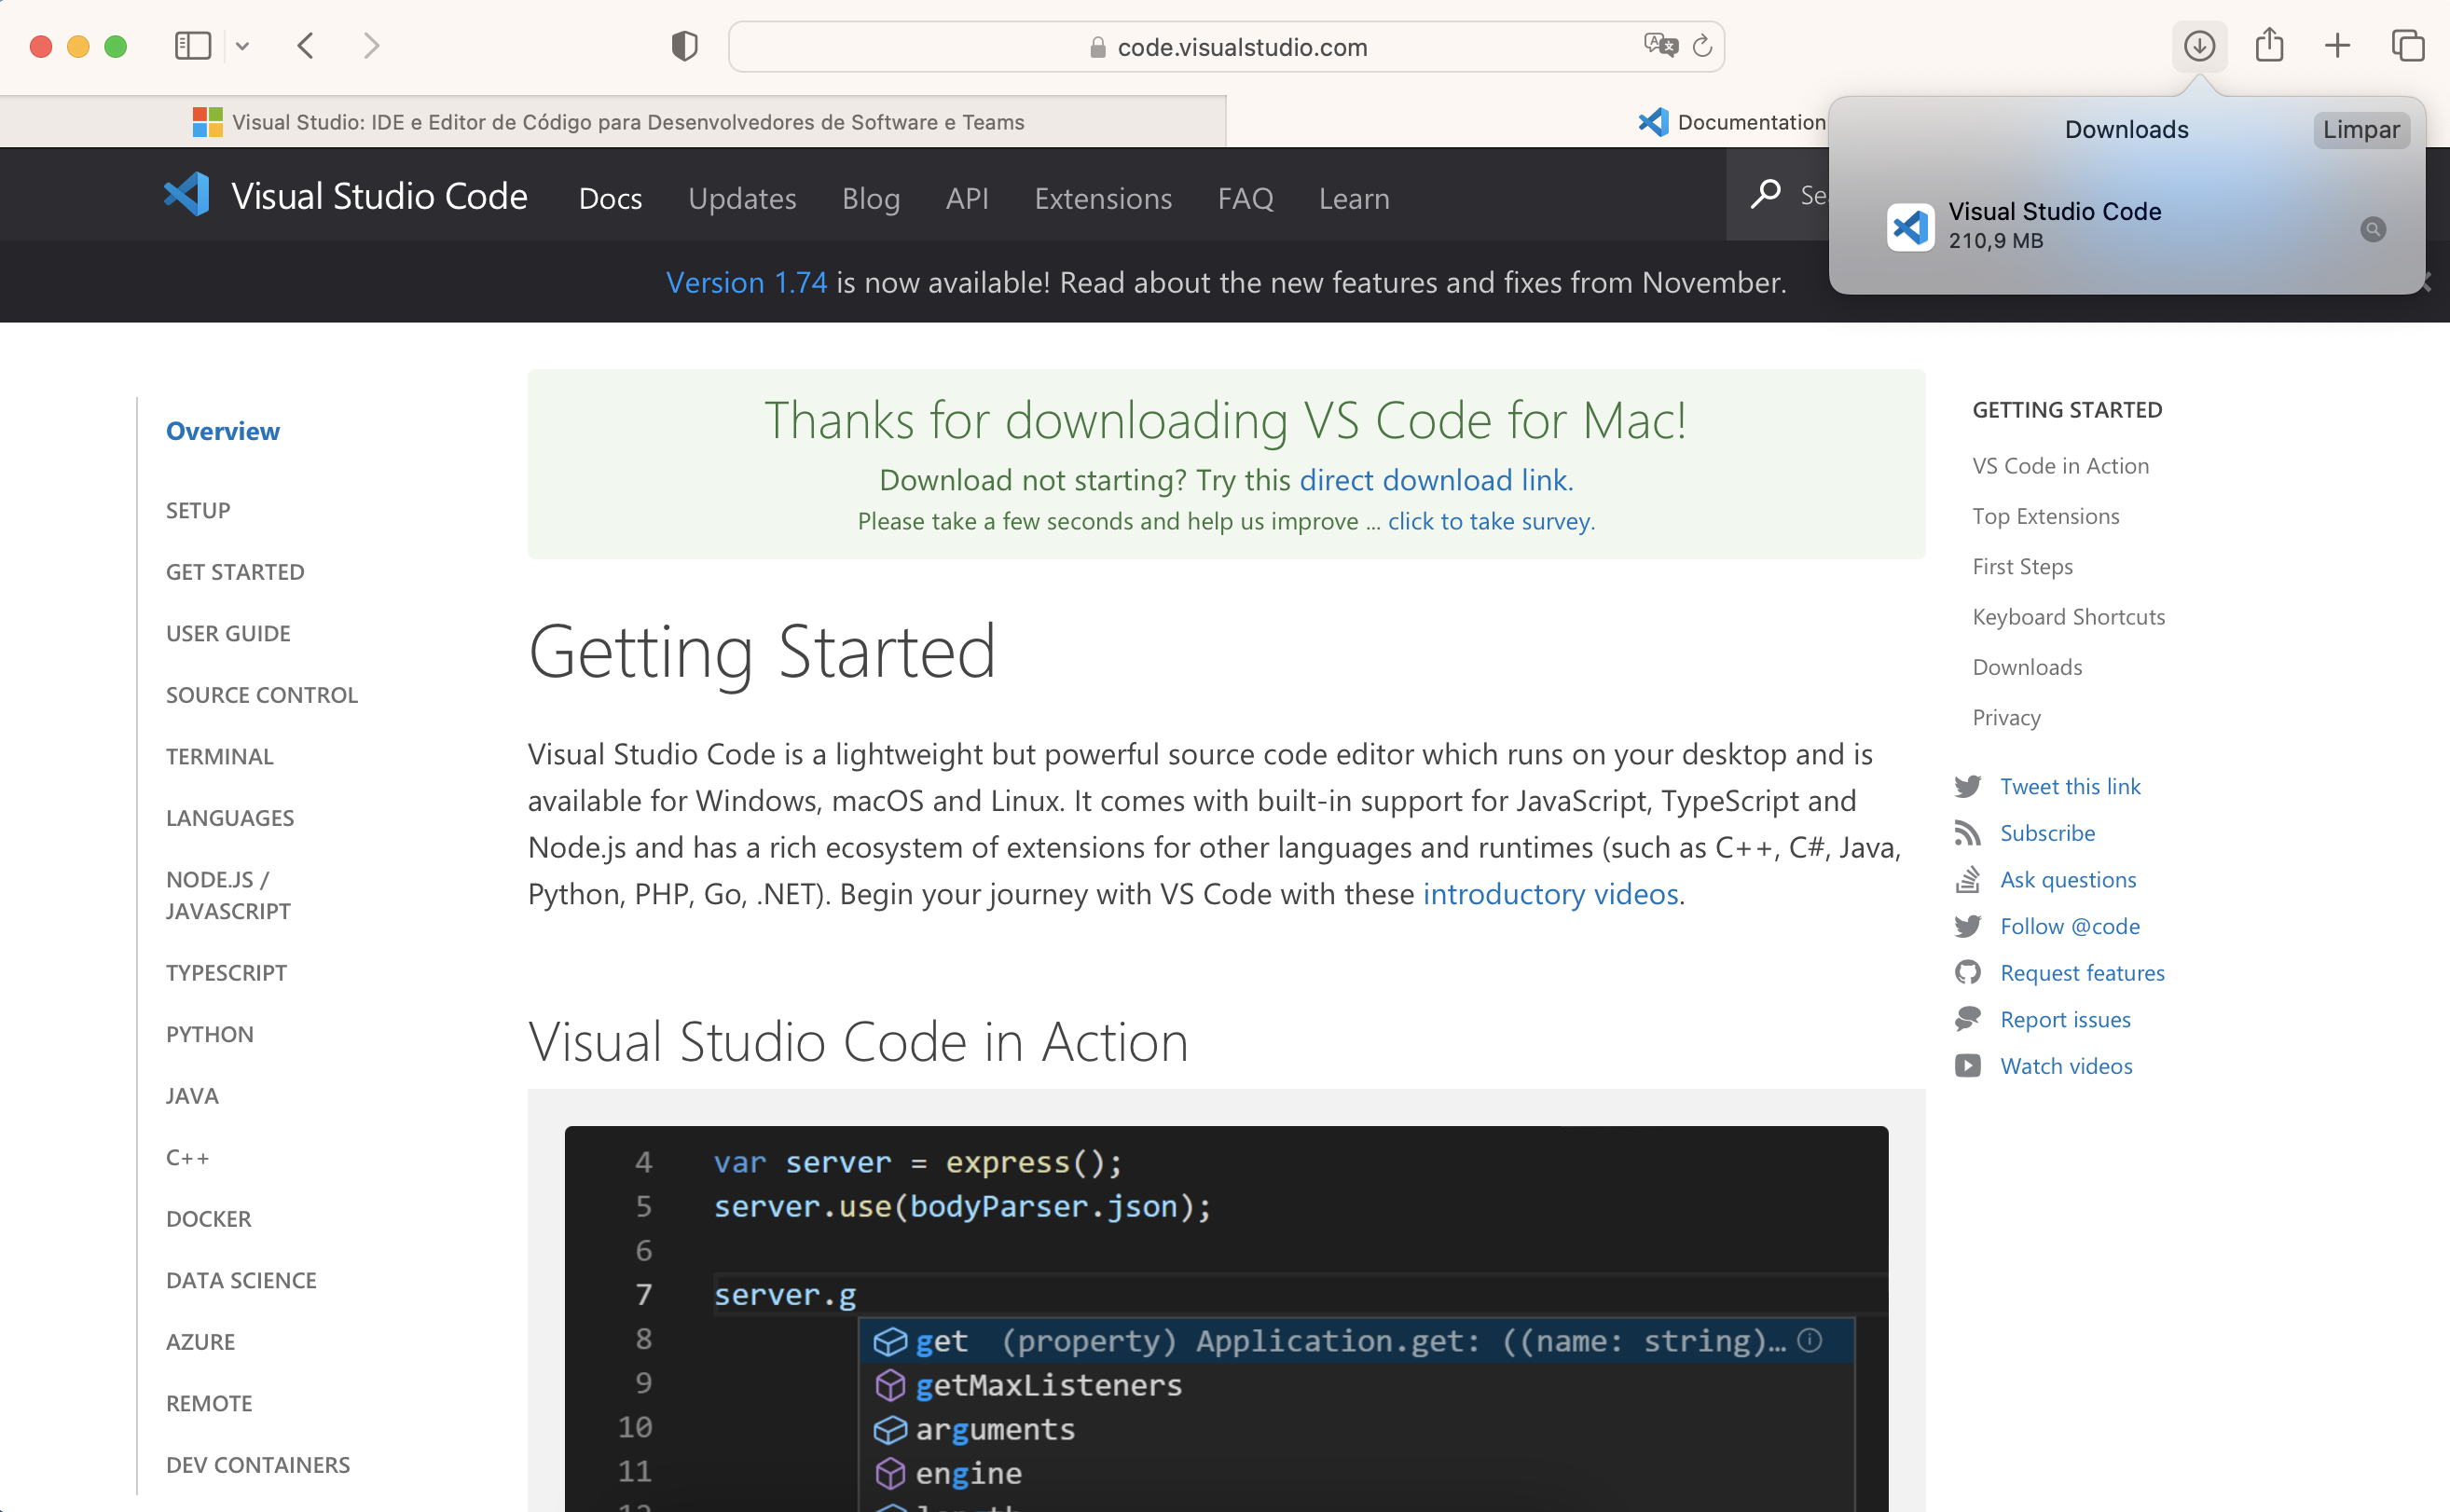 code.visualstudio.com
Visual Studio: IDE e Editor de Código para Desenvolvedores de Software e Teams
Documentation
Downloads
Limpar
Visual Studio Code
210,9 MB
Visual Studio Code
Docs
Updates
Blog
API
Extensions
FAQ
Learn
Version 1.74 is now available! Read about the new features and fixes from November.
Overview
SETUP
GET STARTED
USER GUIDE
SOURCE CONTROL
TERMINAL
LANGUAGES
NODE.JS /
JAVASCRIPT
TYPESCRIPT
PYTHON
JAVA
C++
DOCKER
DATA SCIENCE
AZURE
REMOTE
DEV CONTAINERS
Thanks for downloading VS Code for Mac!
Download not starting? Try this direct download link.
Please take a few seconds and help us improve ... click to take survey.
Getting Started
Visual Studio Code is a lightweight but powerful source code editor which runs on your desktop and is
available for Windows, macOS and Linux. It comes with built-in support for JavaScript, TypeScript and
Node.js and has a rich ecosystem of extensions for other languages and runtimes (such as C++, C#, Java,
Python, PHP, Go, .NET). Begin your journey with VS Code with these introductory videos.
Visual Studio Code in Action
4 var server = express();
5 server.use(bodyParser.json);
6
7 server.g
8 get (property) Application.get: ((name: string)…
9 getMaxListeners
10 arguments
11 engine
GETTING STARTED
VS Code in Action
Top Extensions
First Steps
Keyboard Shortcuts
Downloads
Privacy
Tweet this link
Subscribe
Ask questions
Follow @code
Request features
Report issues
Watch videos